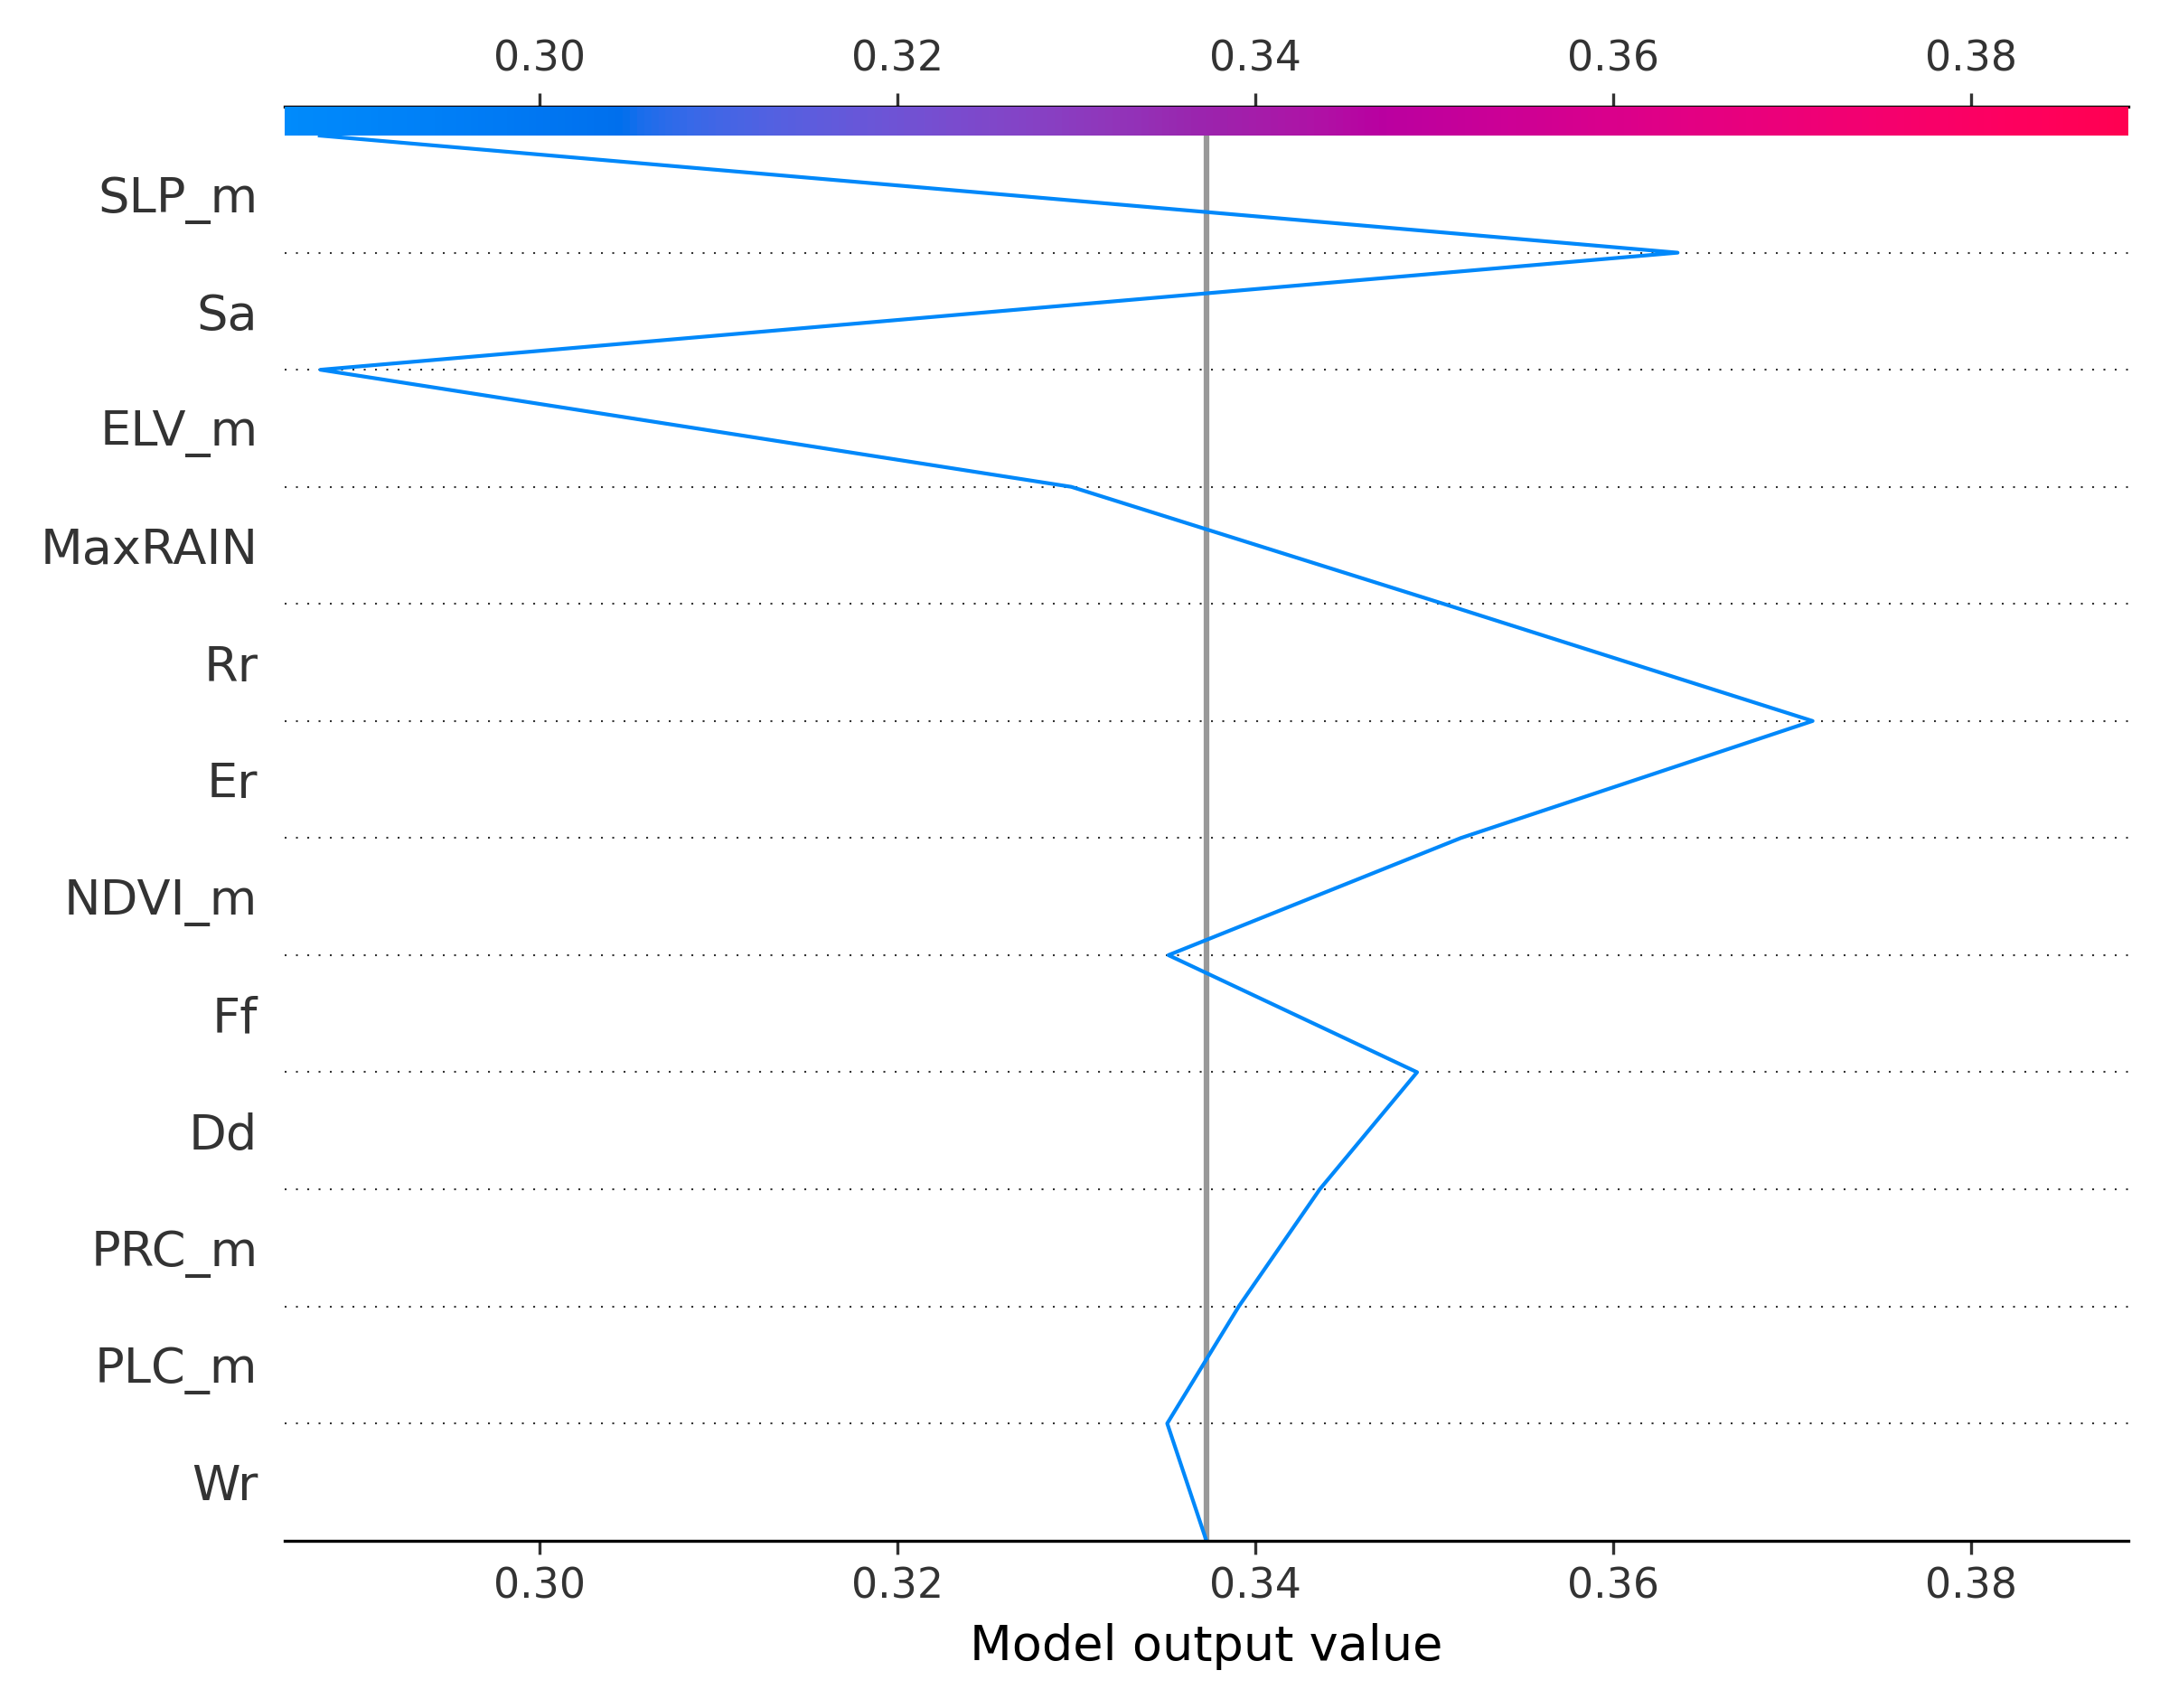 0.30 0.32 0.34 0.36 0.38
SLP_m
Sa
ELV_m
MaxRAIN
Rr
Er
NDVI_m
Ff
Dd
PRC_m
PLC_m
Wr
0.30 0.32 0.34 0.36 0.38
Model output value